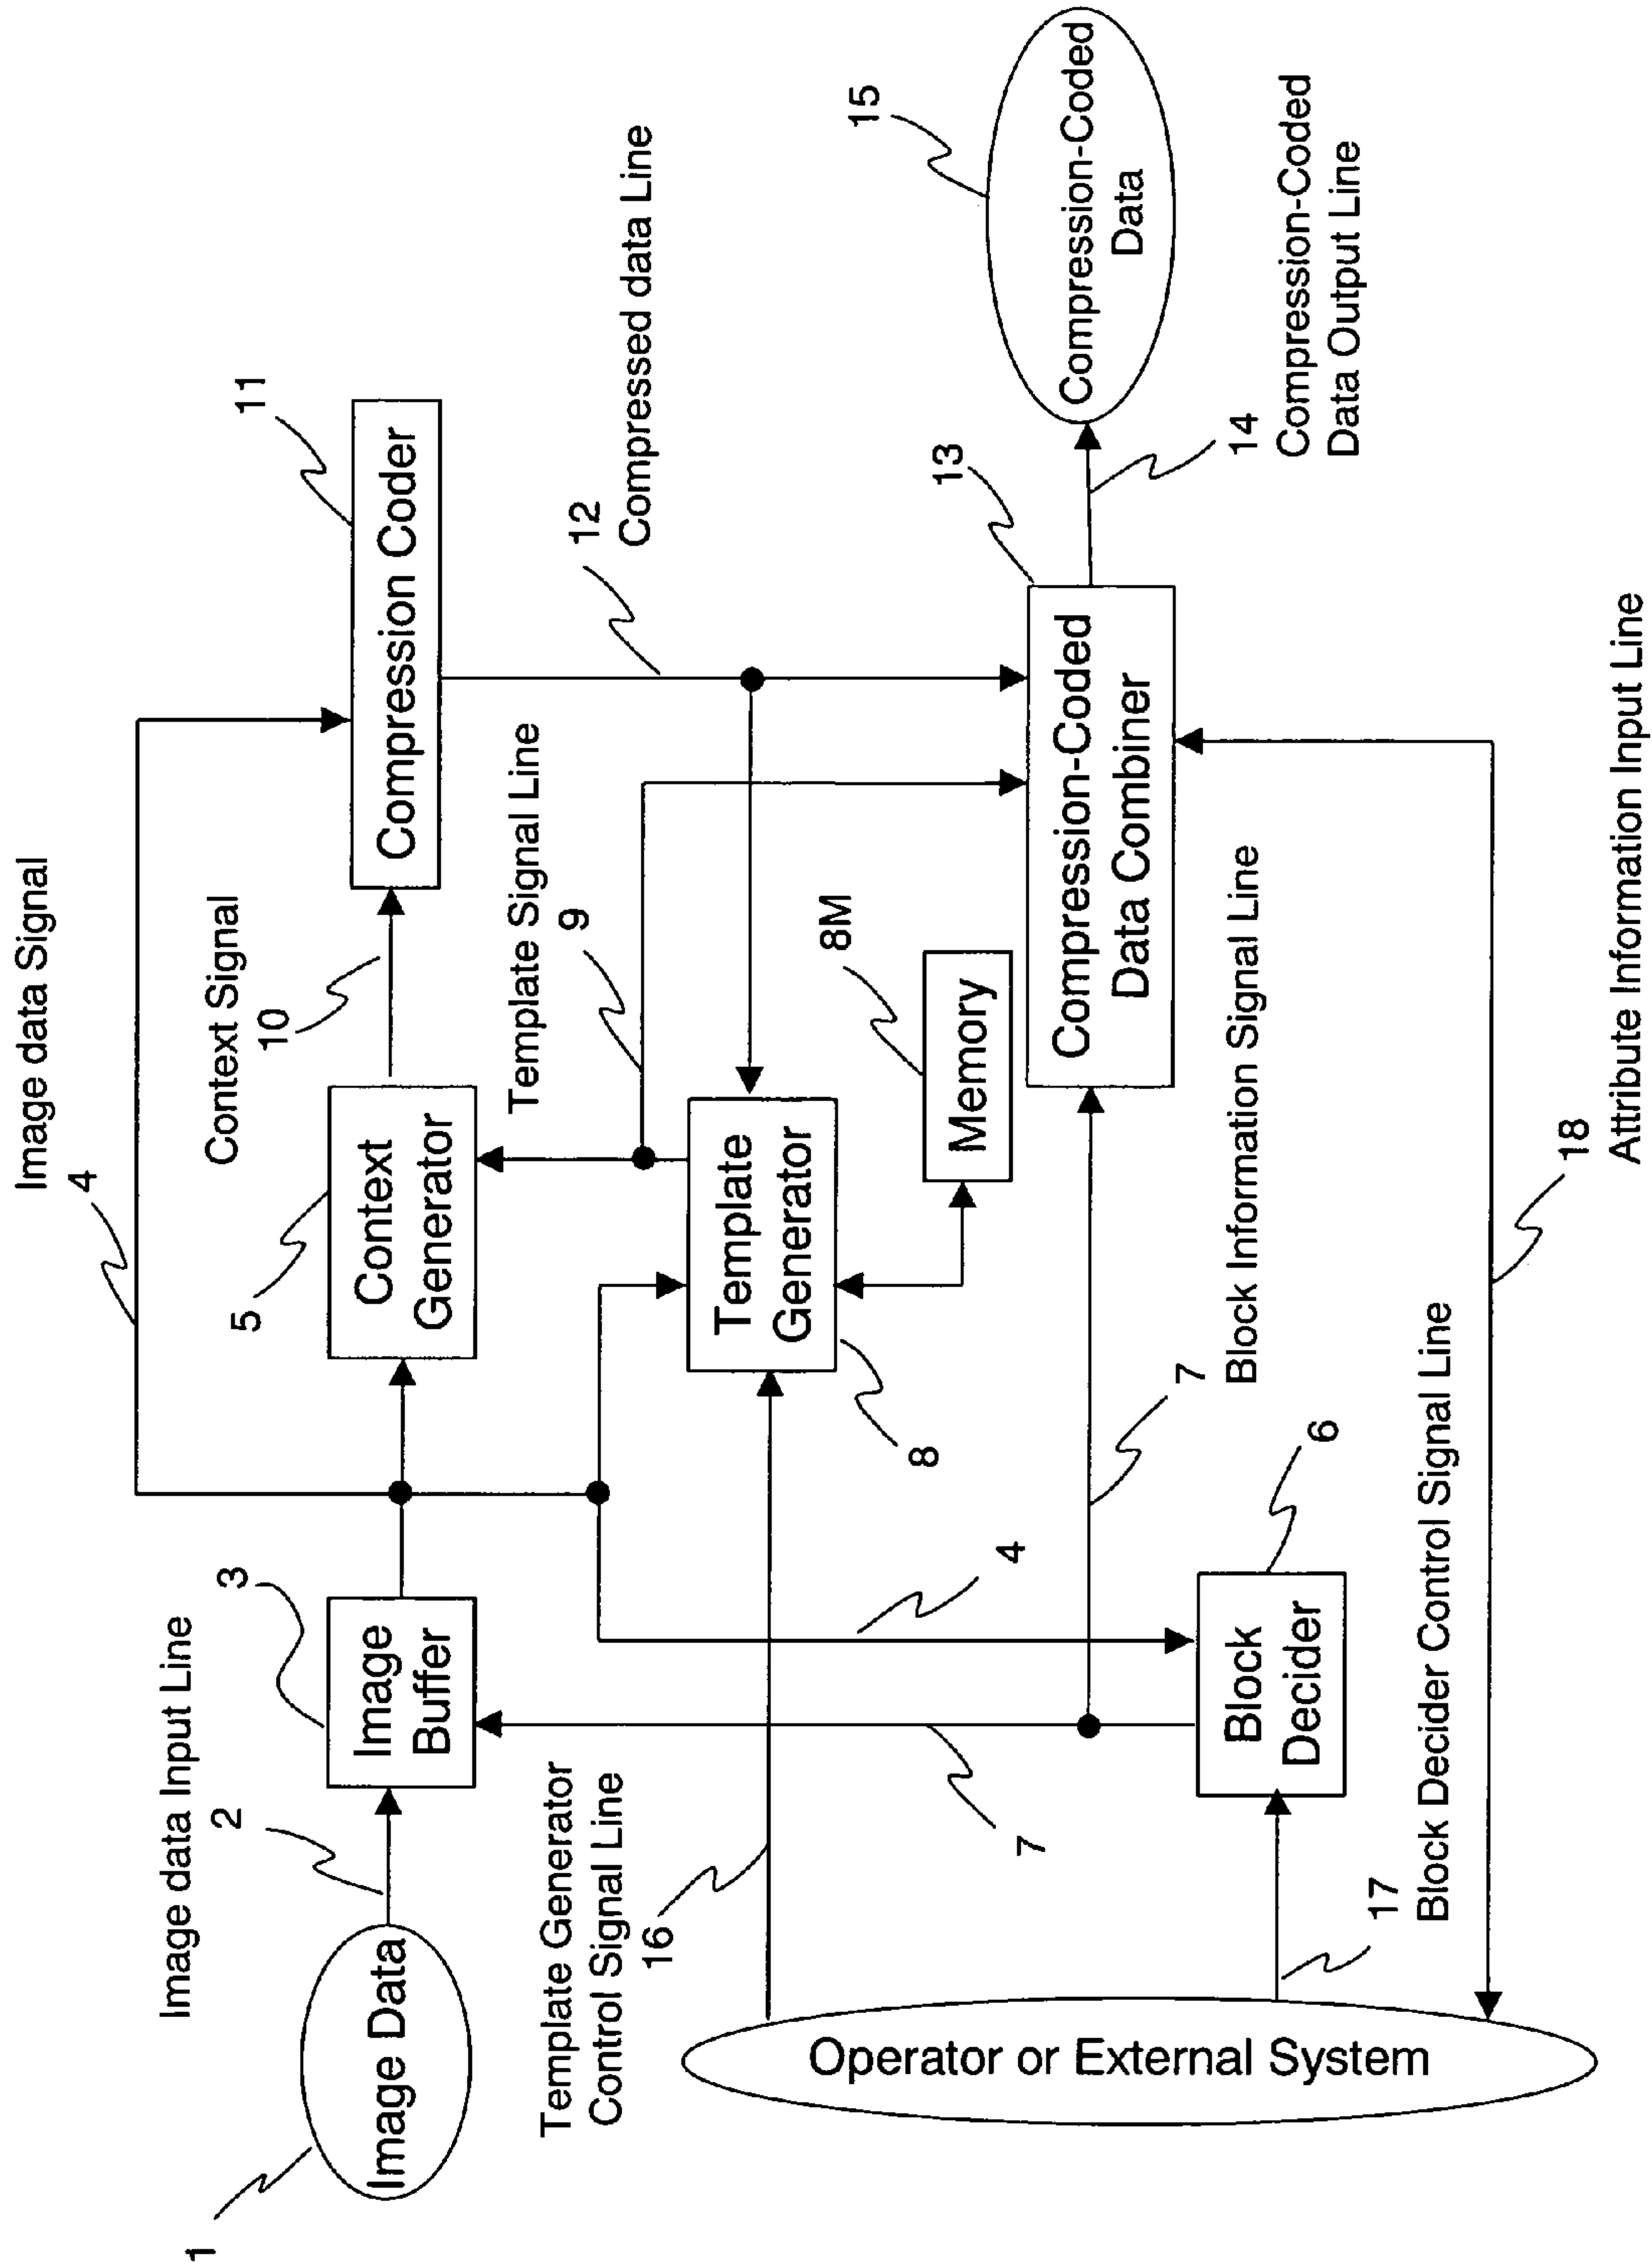 Image data Signal
4
Image data Input Line
2
3
5
Context Signal
10
11
1
Image Data
Image
Buffer
Context
Generator
Compression Coder
Template Signal Line
9
12
Compressed data Line
Template Generator
Control Signal Line
16
Template
Generator
8
8M
Memory
4
7
13
15
Operator or External System
Block
Decider
6
7
Block Information Signal Line
Compression-Coded
Data Combiner
14
Compression-Coded
Data Output Line
Compression-Coded
Data
17
Block Decider Control Signal Line
18
Attribute Information Input Line